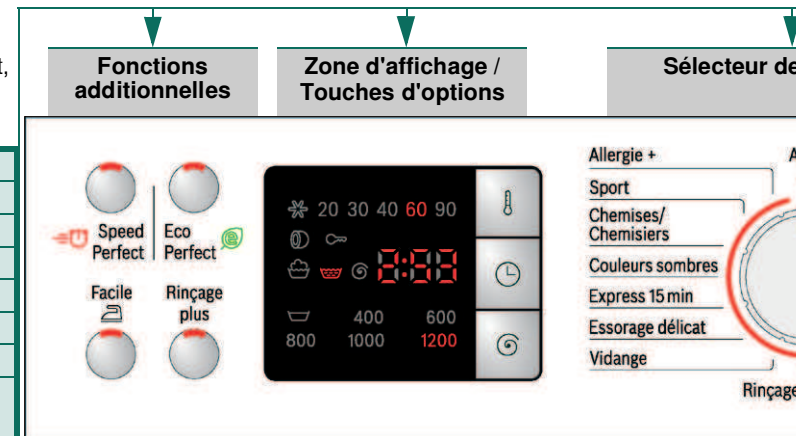 t,
Fonctions
additionnelles
Zone d'affichage /
Touches d'options
Sélecteur de
Speed
Perfect
Eco
Perfect
Facile
Rinçage
plus
20 30 40 60 90
2:53
400 600
800 1000 1200
Allergie +
A
Sport
Chemises/
Chemisiers
Couleurs sombres
Express 15 min
Essorage délicat
Vidange
Rinçage